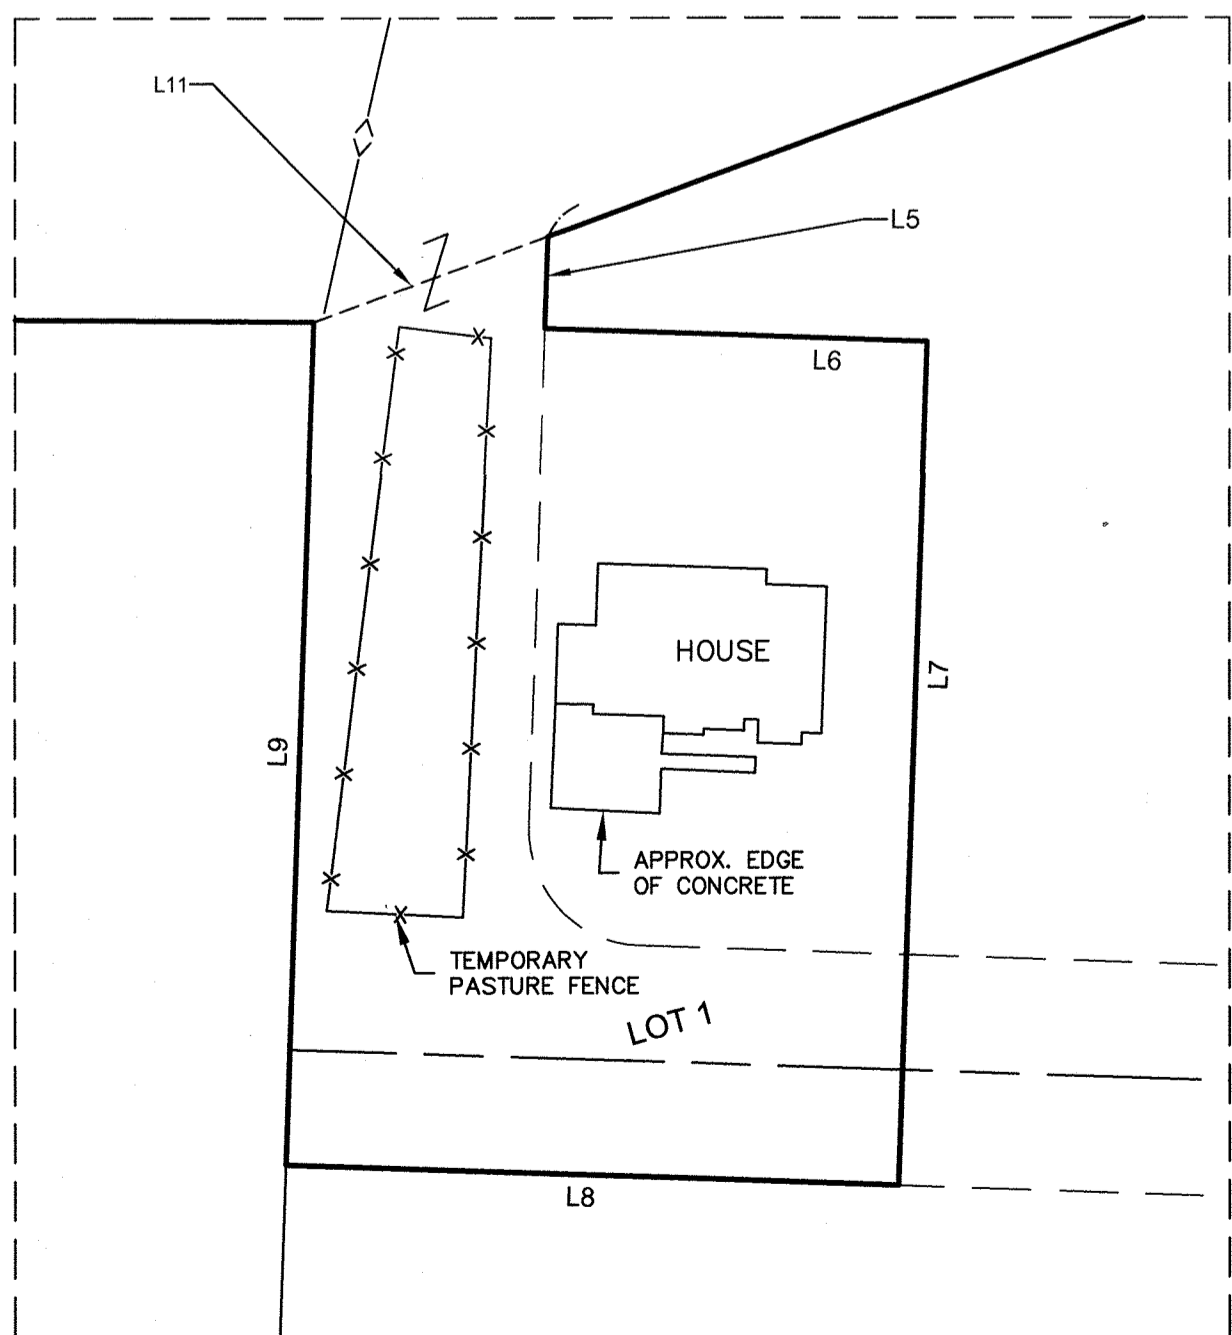 L11
L5
L6
HOUSE
L7
L9
APPROX. EDGE
OF CONCRETE
TEMPORARY
PASTURE FENCE
LOT 1
L8